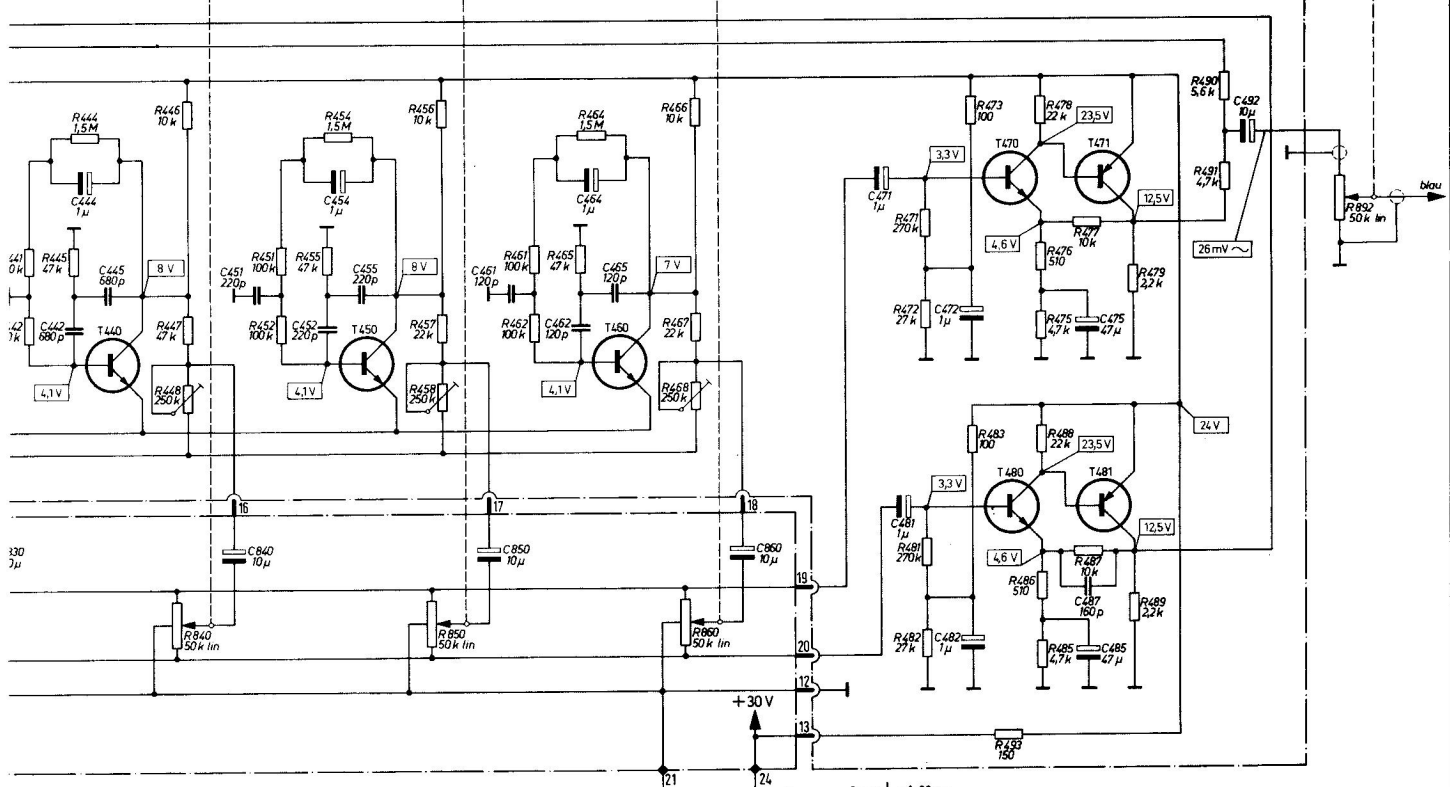 R446
10k
R444
1,5M
C444
1µ
R445
47k
C445
680p
8V
C442
680p
T440
R447
47k
4,1V
R448
250k
R456
10k
R454
1,5M
C454
1µ
C451
220p
R451
100k
R455
47k
C455
220p
8V
R452
100k
C452
220p
T450
R457
22k
4,1V
R458
250k
R466
10k
R464
1,5M
C464
1µ
C461
120p
R461
100k
R465
47k
C465
120p
7V
R462
100k
C462
120p
T460
R467
22k
4,1V
R468
250k
R473
100
R478
22k
23,5V
T470
T471
3,3V
C471
1µ
R471
270k
4,6V
R477
10k
12,5V
R476
510
R479
2,2k
R472
27k
C472
1µ
R475
4,7k
C475
47µ
R490
5,6k
C492
10µ
R491
4,7k
26mV ~
R892
50k lin
blau
24V
R483
100
R488
22k
23,5V
T480
T481
3,3V
C481
1µ
R481
270k
4,6V
R487
10k
12,5V
R486
510
C487
160p
R489
2,2k
R482
27k
C482
1µ
R485
4,7k
C485
47µ
16
17
18
C840
10µ
C850
10µ
C860
10µ
19
R840
50k lin
R850
50k lin
R860
50k lin
20
12
+30V
13
R493
150
21
24